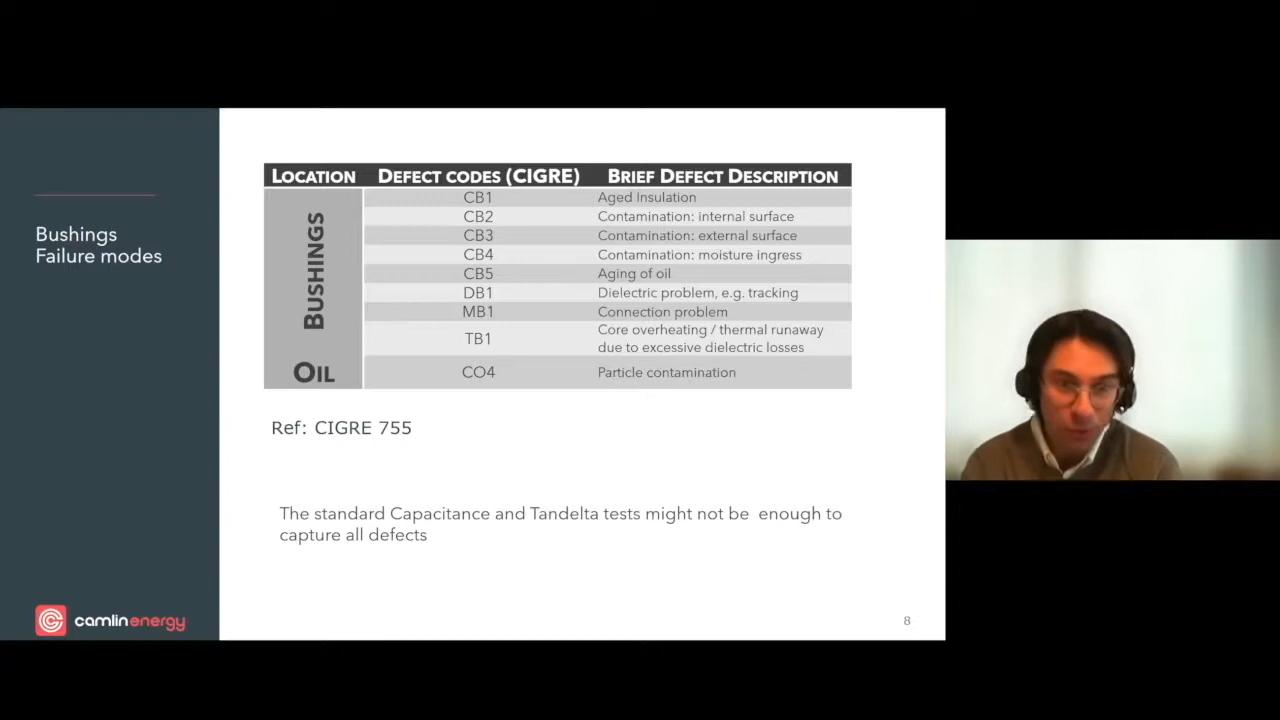 Bushings
Failure modes
LOCATION DEFECT CODES (CIGRE) BRIEF DEFECT DESCRIPTION
BUSHINGS
CB1 Aged Insulation
CB2 Contamination: internal surface
CB3 Contamination: external surface
CB4 Contamination: moisture ingress
CB5 Aging of oil
DB1 Dielectric problem, e.g. tracking
MB1 Connection problem
TB1 Core overheating / thermal runaway
due to excessive dielectric losses
OIL CO4 Particle contamination
Ref: CIGRE 755
The standard Capacitance and Tandelta tests might not be enough to
capture all defects
camlinenergy
8